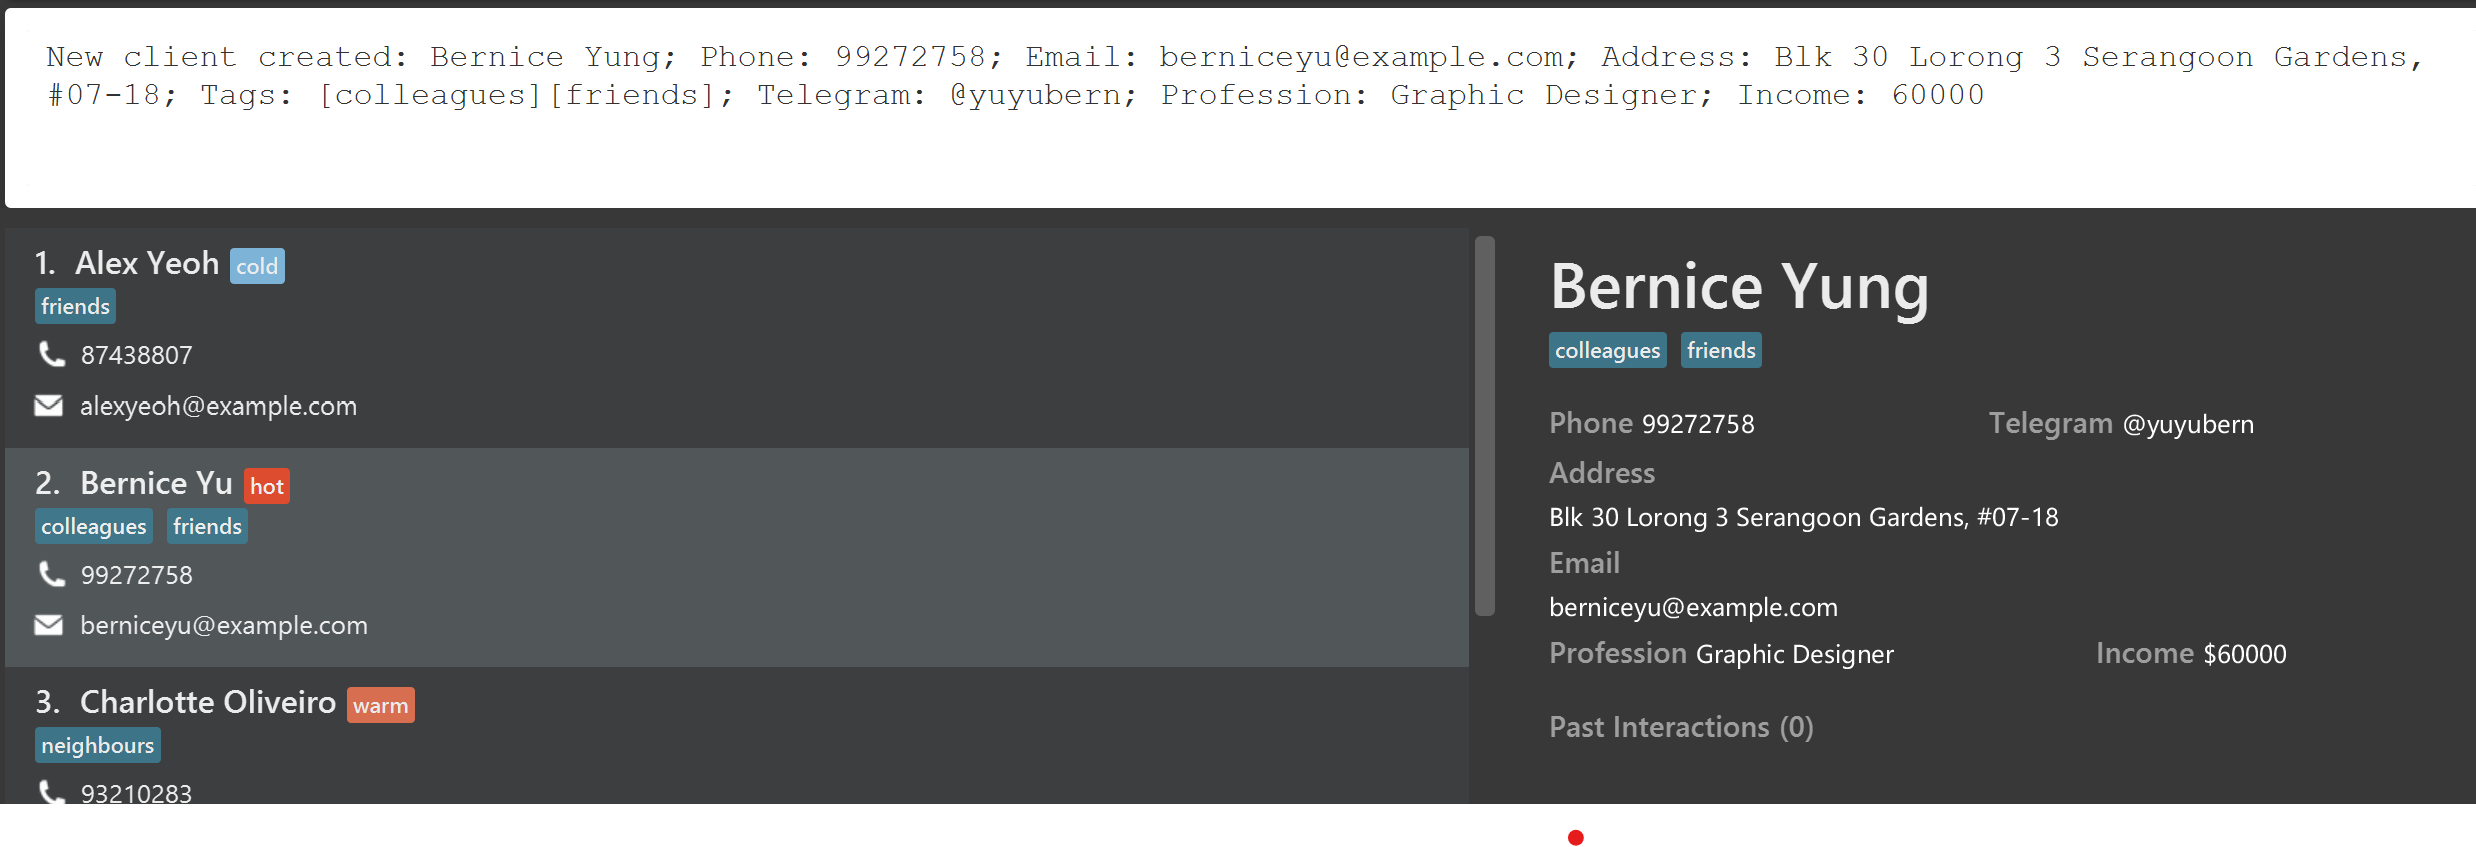 New client created: Bernice Yung; Phone: 99272758; Email: berniceyu@example.com; Address: Blk 30 Lorong 3 Serangoon Gardens,
#07-18; Tags: [colleagues][friends]; Telegram: @yuyubern; Profession: Graphic Designer; Income: 60000
1. Alex Yeoh cold
friends
87438807
alexyeoh@example.com
2. Bernice Yu hot
colleagues friends
99272758
berniceyu@example.com
3. Charlotte Oliveiro warm
neighbours
93210283
Bernice Yung
colleagues friends
Phone 99272758 Telegram @yuyubern
Address
Blk 30 Lorong 3 Serangoon Gardens, #07-18
Email
berniceyu@example.com
Profession Graphic Designer Income $60000
Past Interactions (0)